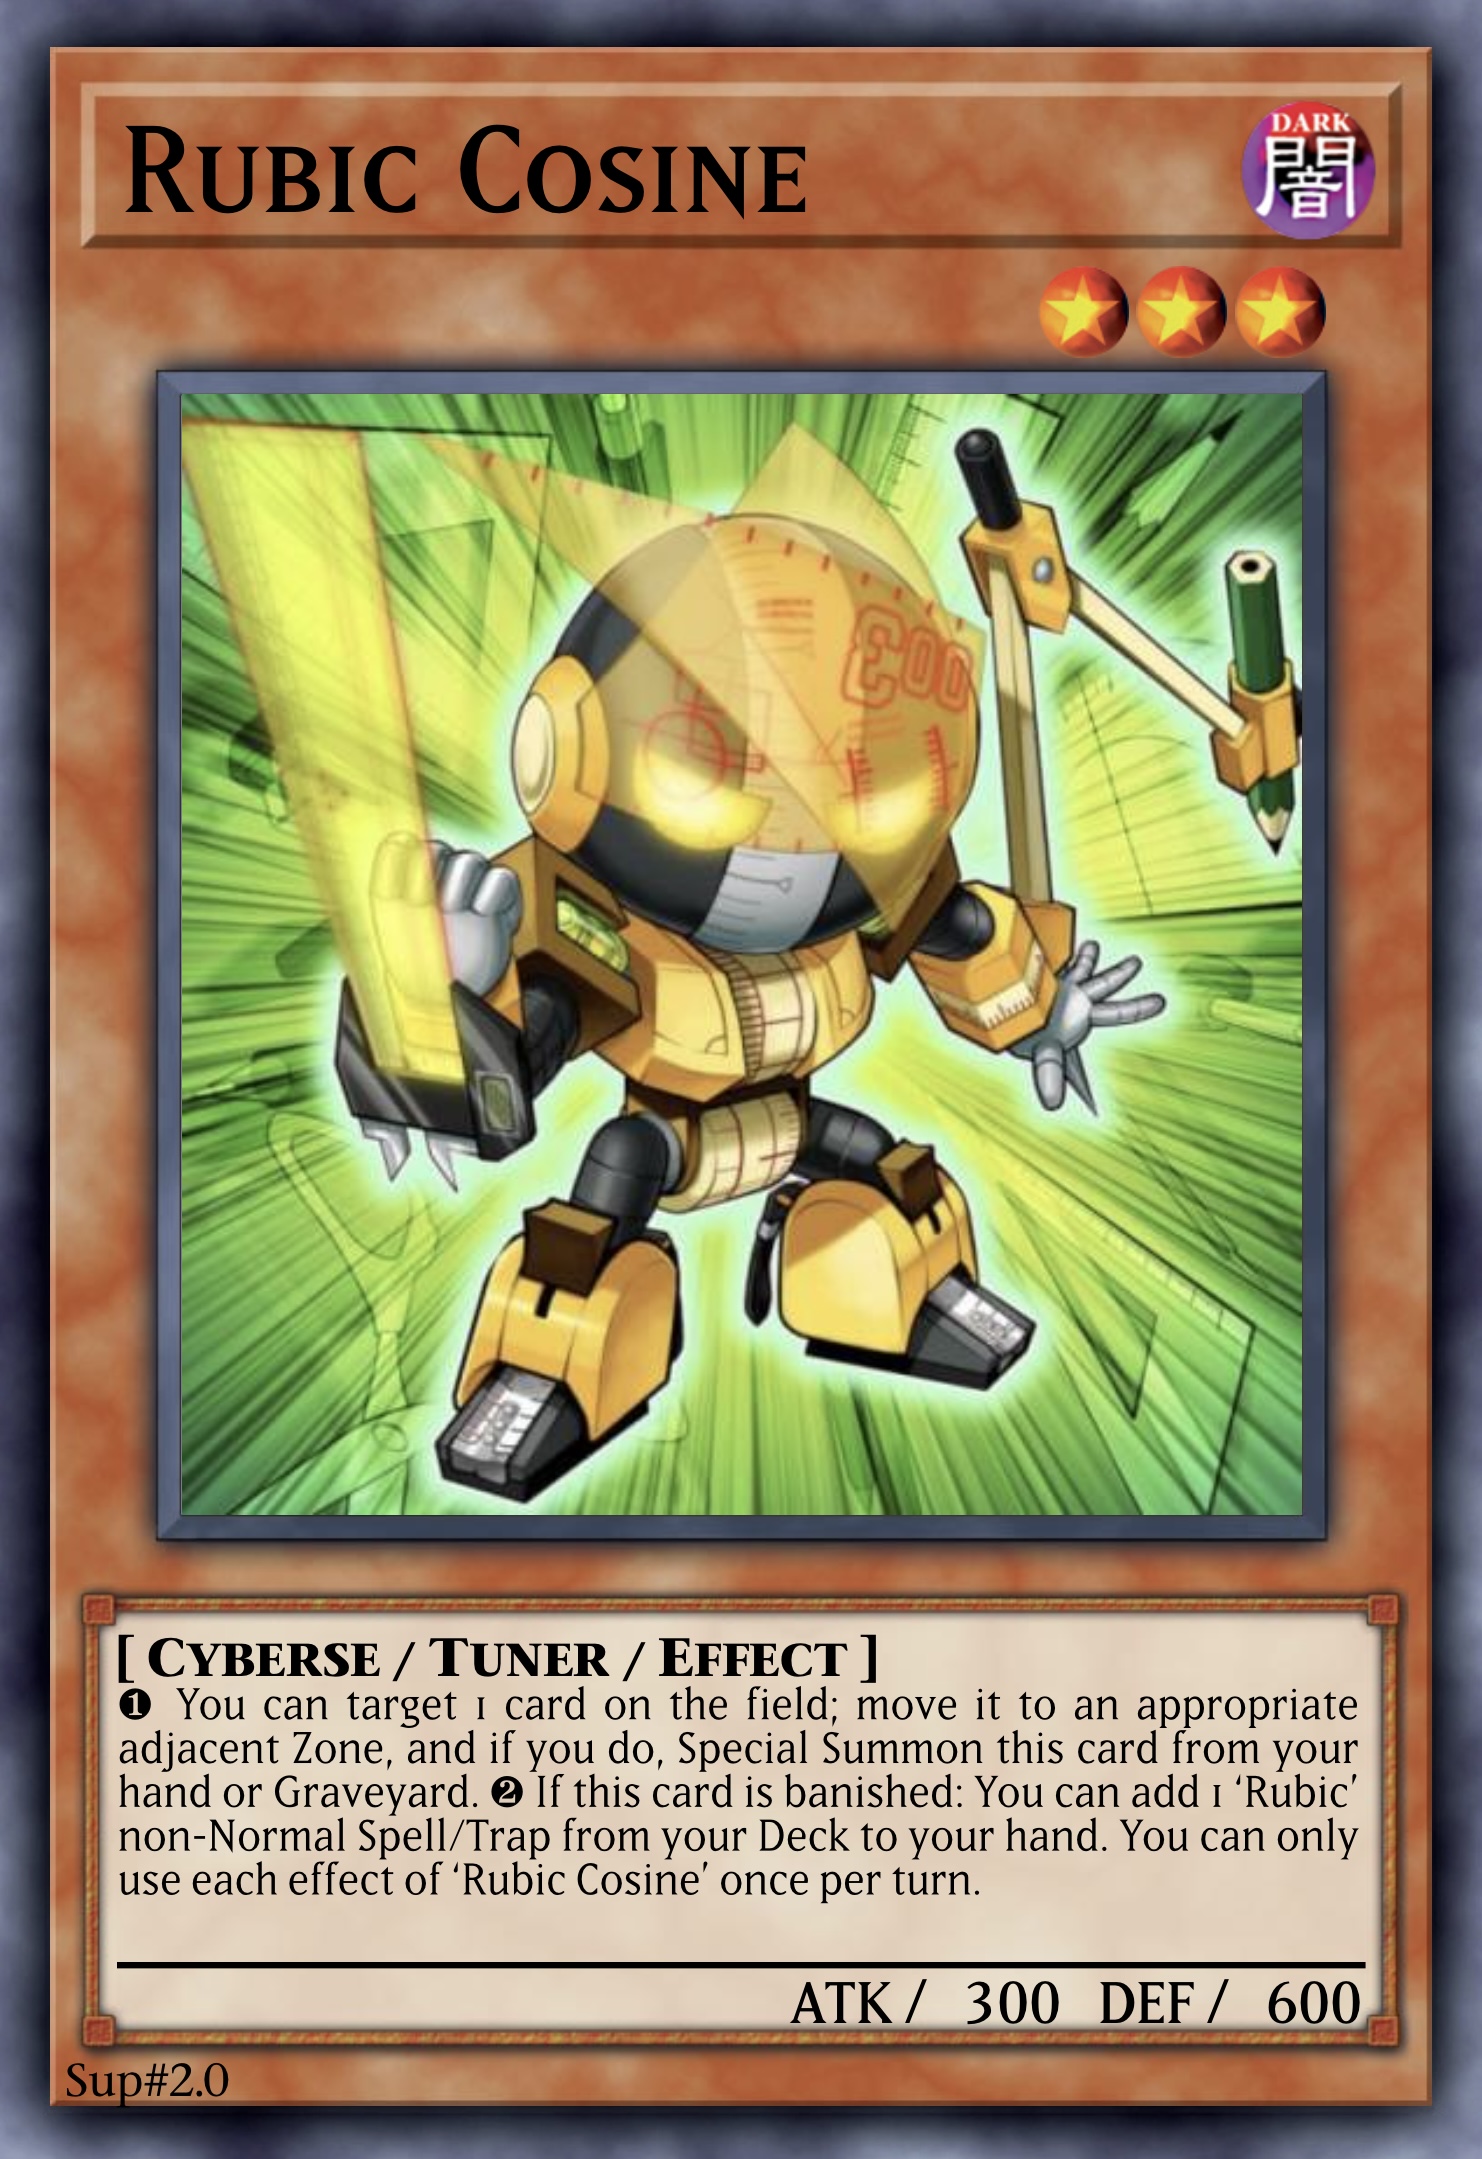 Rubic Cosine
DARK
闇
003
[ Cyberse / Tuner / Effect ]
❶ You can target 1 card on the field; move it to an appropriate
adjacent Zone, and if you do, Special Summon this card from your
hand or Graveyard. ❷ If this card is banished: You can add 1 ‘Rubic’
non-Normal Spell/Trap from your Deck to your hand. You can only
use each effect of ‘Rubic Cosine’ once per turn.
ATK / 300 DEF / 600
Sup#2.0